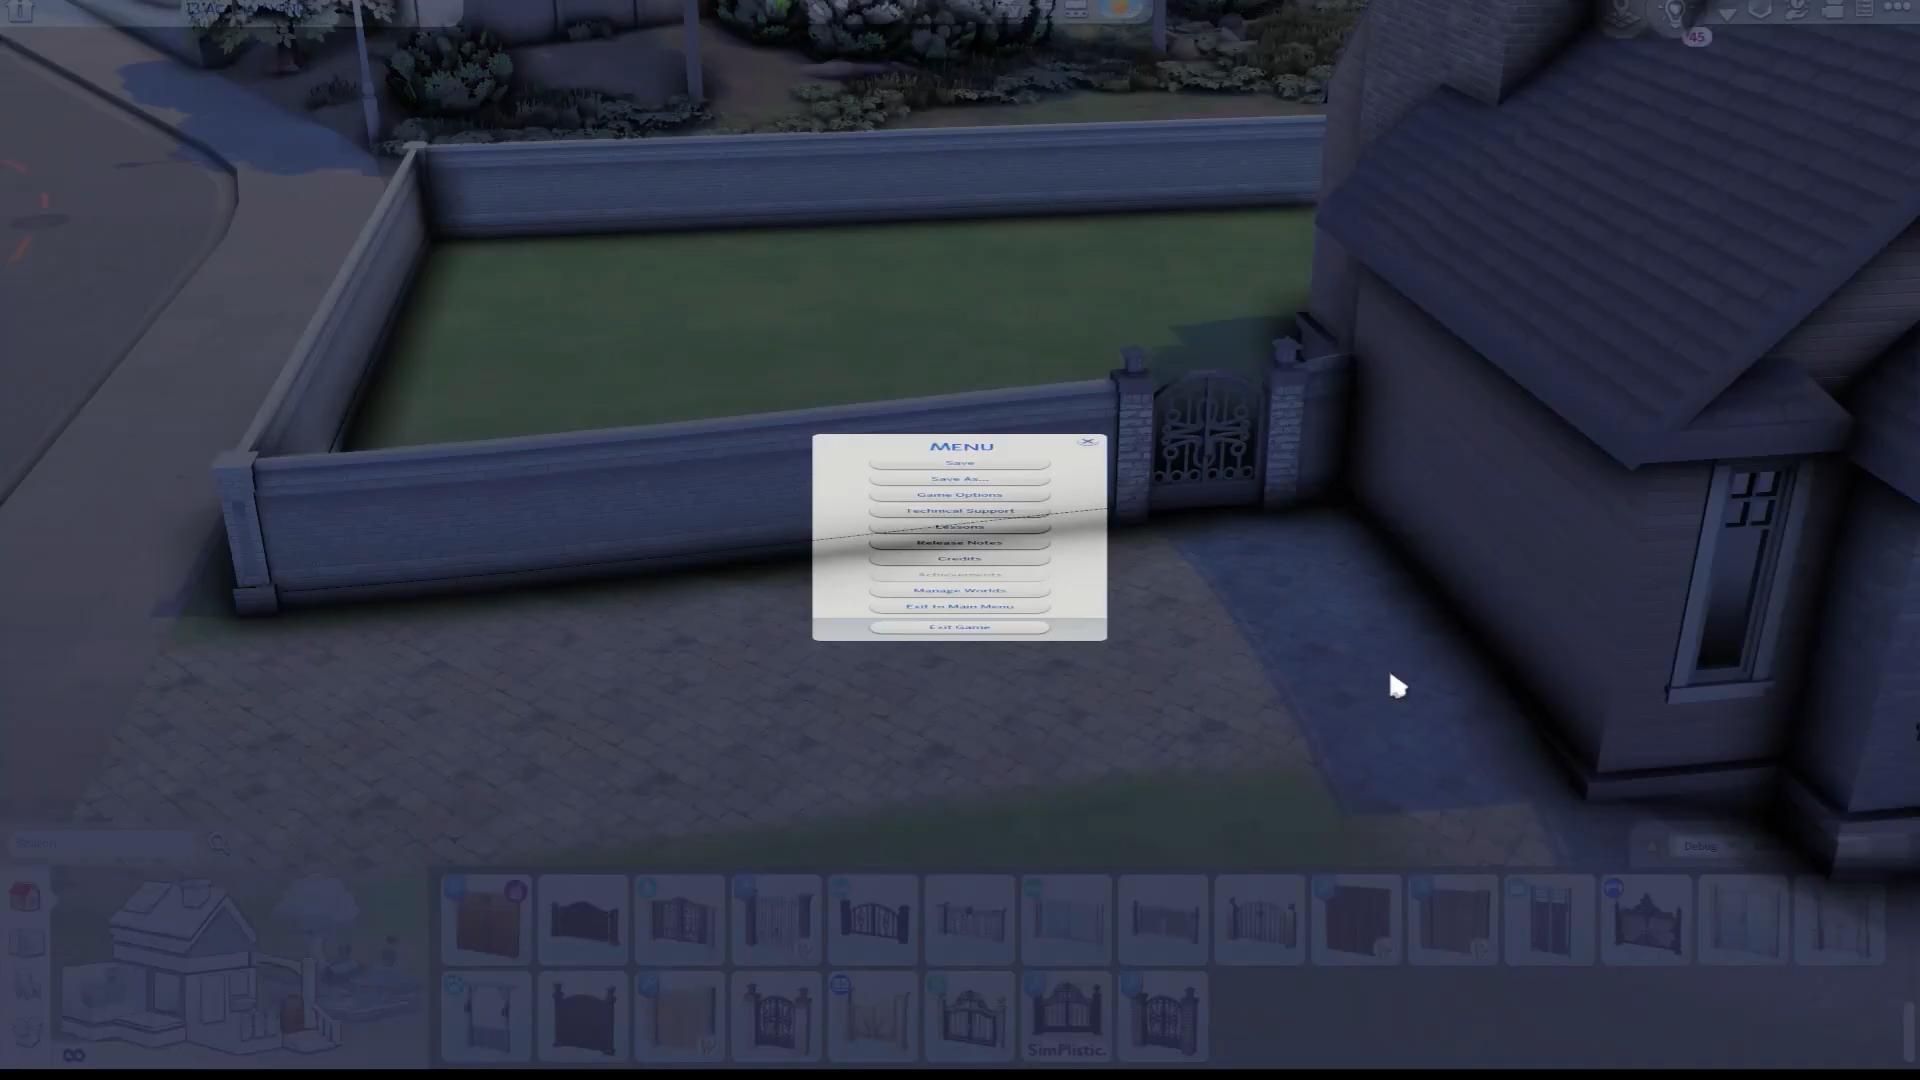 45
MENU
Save
Save As...
Game Options
Technical Support
Lessons
Release Notes
Credits
Achievements
Manage Worlds
Exit to Main Menu
Exit Game
Search
Debug
SimPlistic.